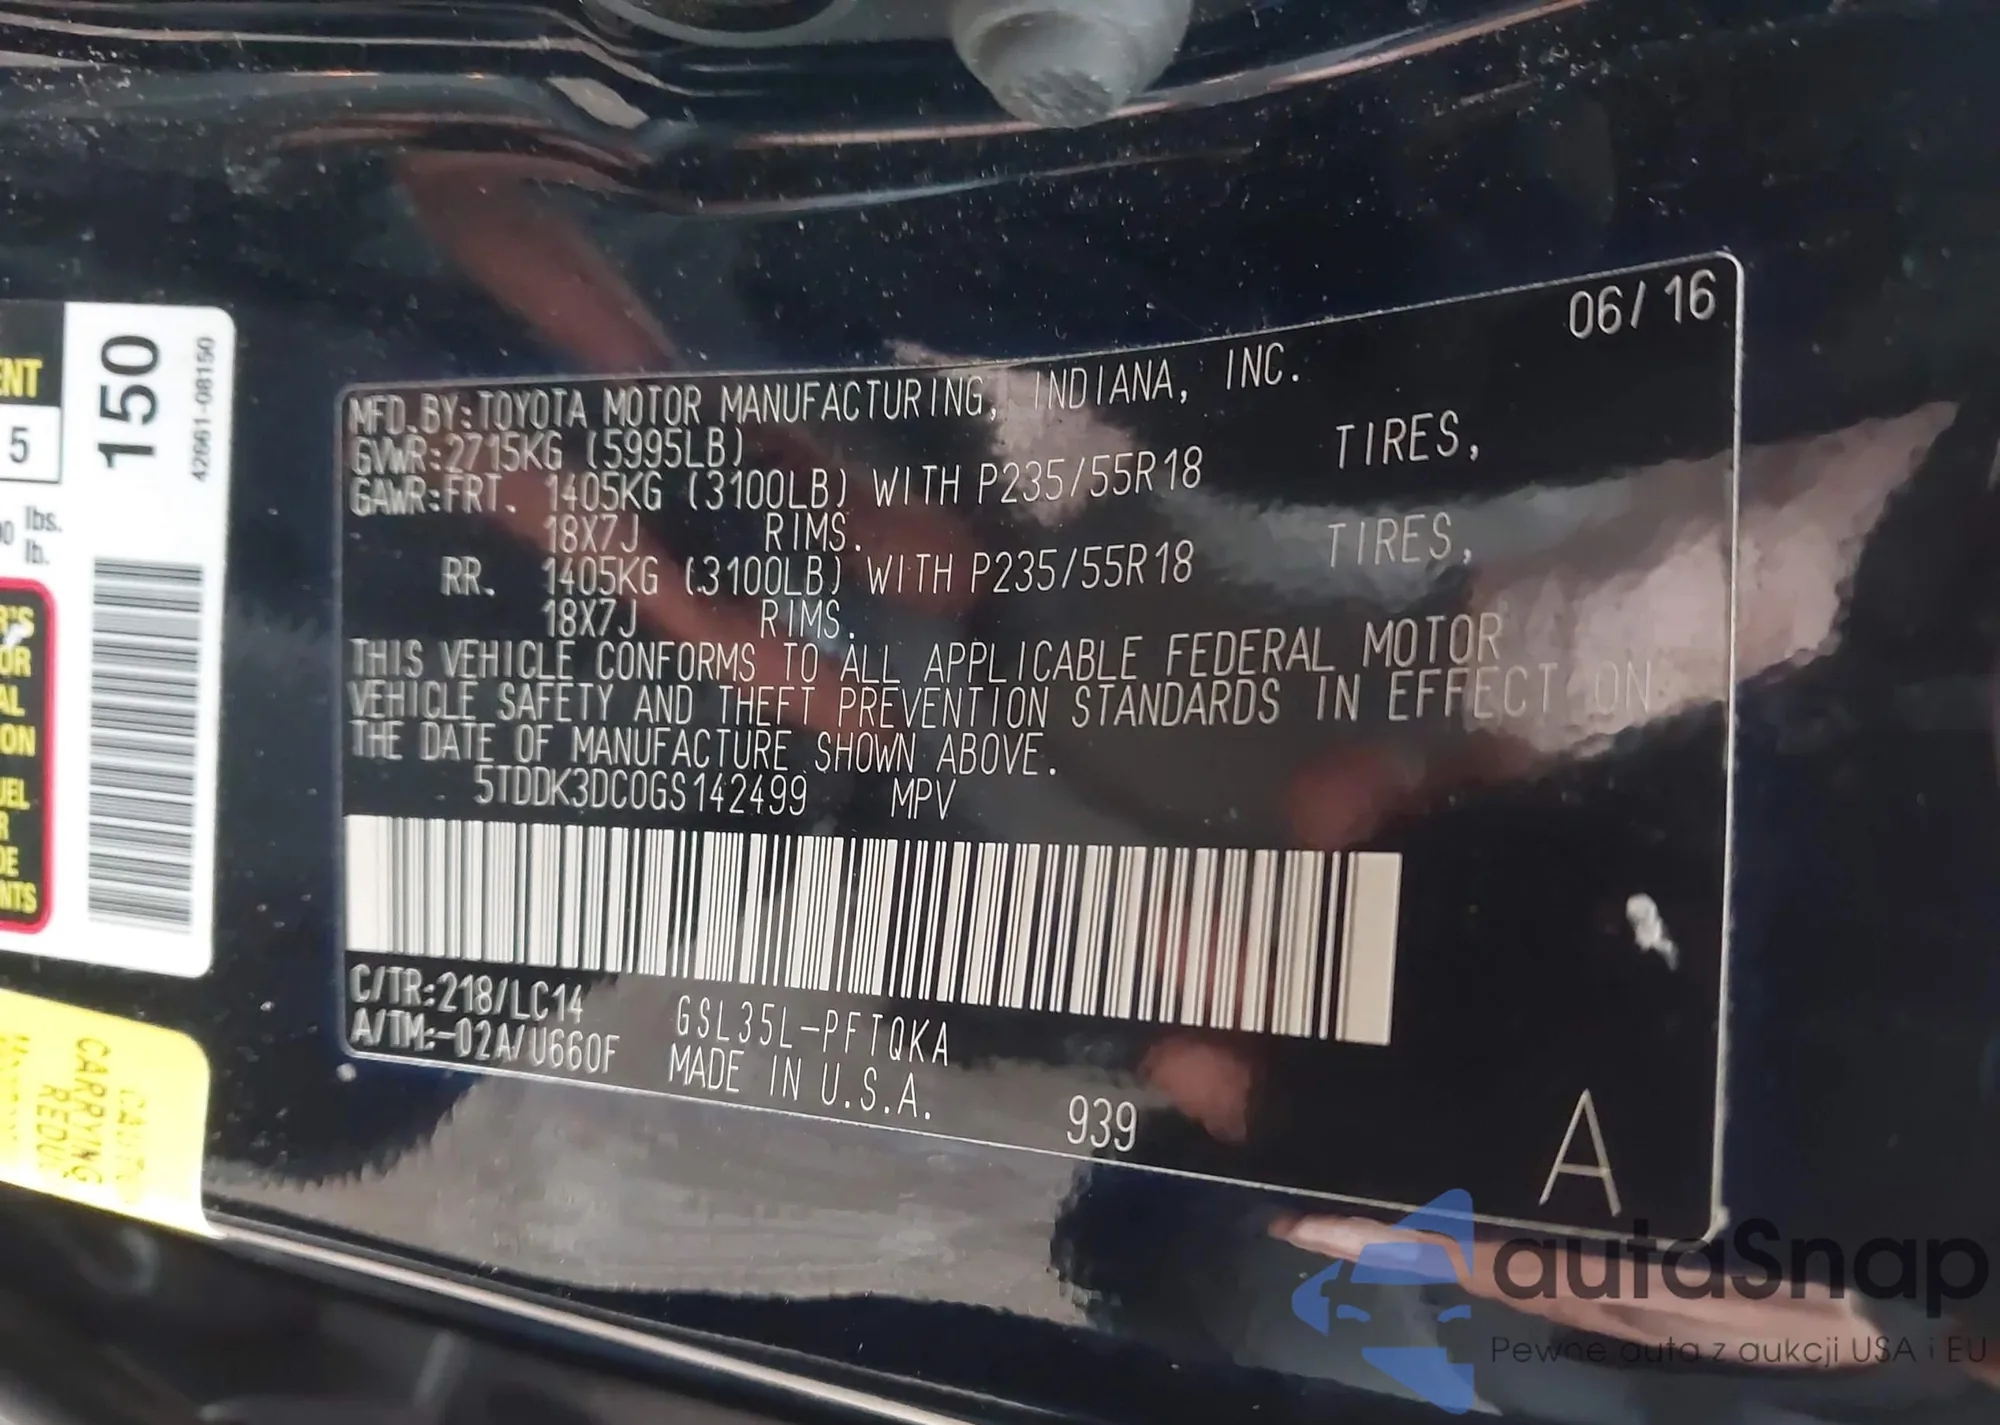 06/16
MFD.BY:TOYOTA MOTOR MANUFACTURING, INDIANA, INC.
GVWR:2715KG (5995LB)
GAWR:FRT. 1405KG (3100LB) WITH P235/55R18 TIRES,
18X7J RIMS.
RR. 1405KG (3100LB) WITH P235/55R18 TIRES,
18X7J RIMS.
THIS VEHICLE CONFORMS TO ALL APPLICABLE FEDERAL MOTOR
VEHICLE SAFETY AND THEFT PREVENTION STANDARDS IN EFFECT ON
THE DATE OF MANUFACTURE SHOWN ABOVE.
5TDDK3DC0GS142499 MPV
C/TR:218/LC14 GSL35L-PFTQKA
A/TM:-02A/U660F MADE IN U.S.A.
939
A
150
42661-08150
5
lbs.
lb.
CARRYING
autaSnap
Pewne auta z aukcji USA i EU